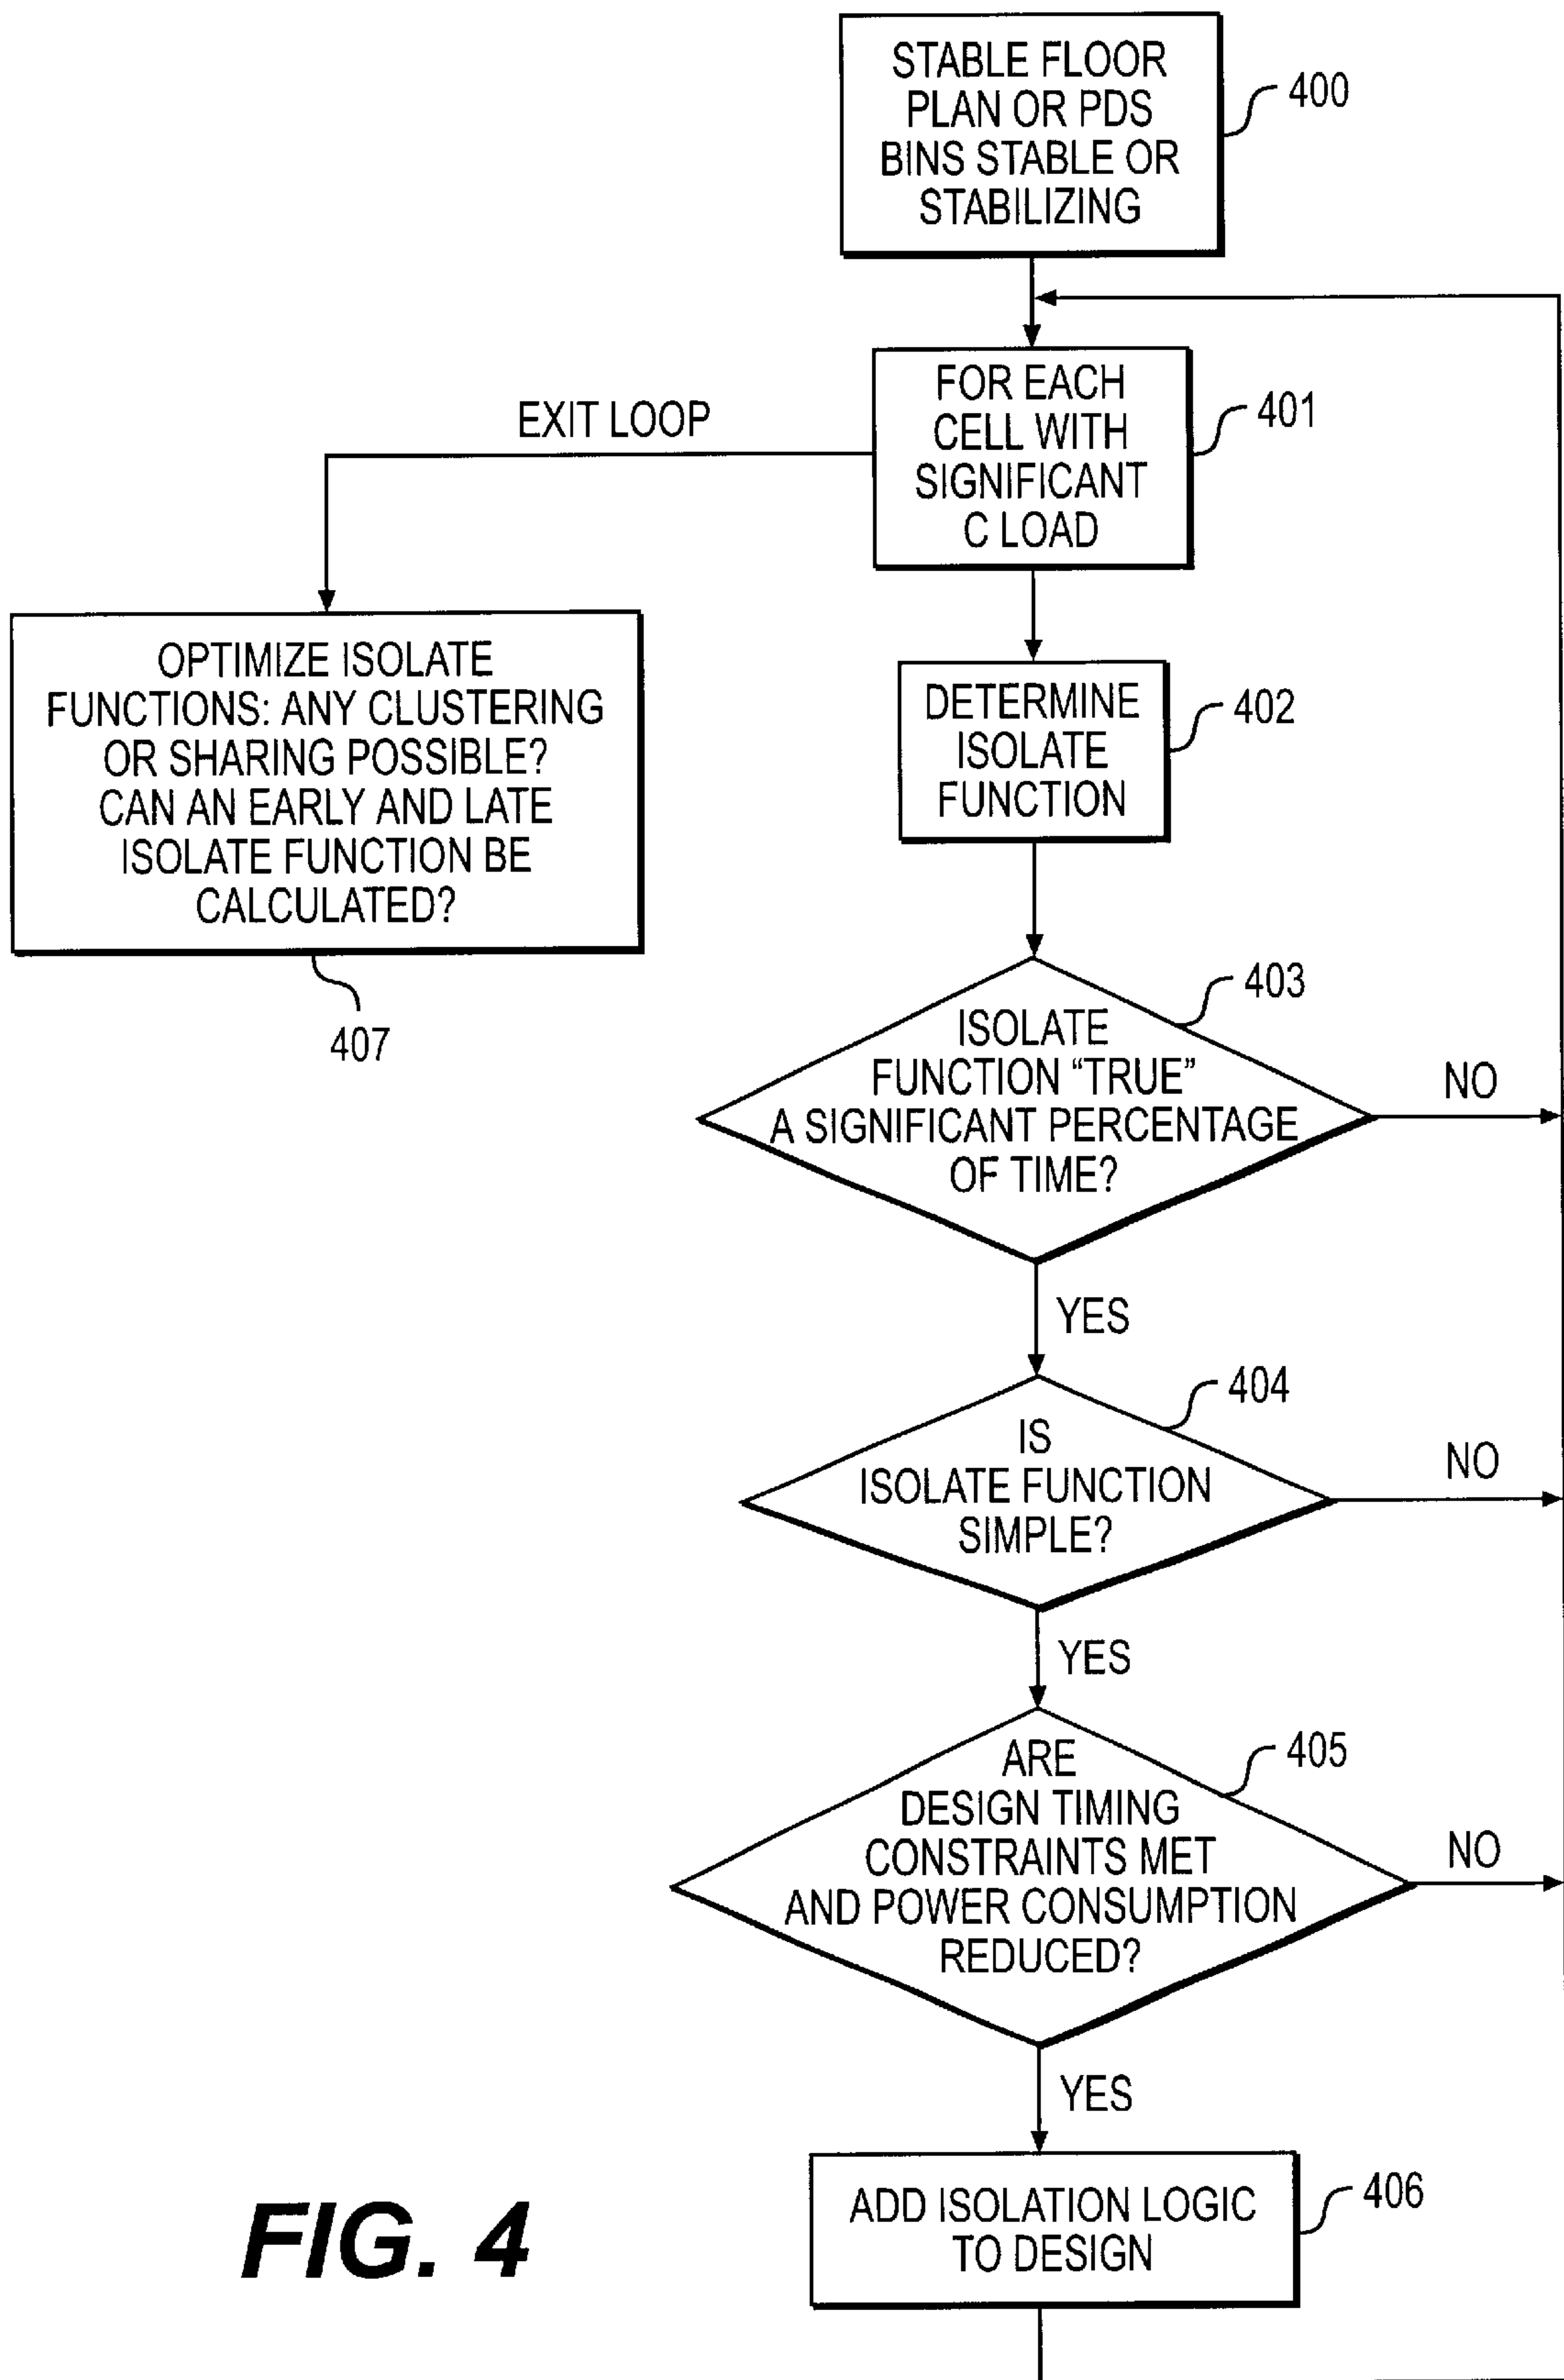 STABLE FLOOR
PLAN OR PDS
BINS STABLE OR
STABILIZING
400
FOR EACH
CELL WITH
SIGNIFICANT
C LOAD
401
EXIT LOOP
OPTIMIZE ISOLATE
FUNCTIONS: ANY CLUSTERING
OR SHARING POSSIBLE?
CAN AN EARLY AND LATE
ISOLATE FUNCTION BE
CALCULATED?
407
DETERMINE
ISOLATE
FUNCTION
402
ISOLATE
FUNCTION “TRUE”
A SIGNIFICANT PERCENTAGE
OF TIME?
403
NO
YES
IS
ISOLATE FUNCTION
SIMPLE?
404
NO
YES
ARE
DESIGN TIMING
CONSTRAINTS MET
AND POWER CONSUMPTION
REDUCED?
405
NO
YES
ADD ISOLATION LOGIC
TO DESIGN
406
FIG. 4